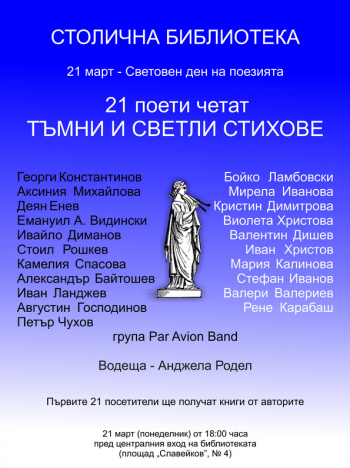 СТОЛИЧНА БИБЛИОТЕКА
21 март - Световен ден на поезията
21 поети четат
ТЪМНИ И СВЕТЛИ СТИХОВЕ
Георги Константинов
Аксиния Михайлова
Деян Енев
Емануил А. Видински
Ивайло Диманов
Стоил Рошкев
Камелия Спасова
Александър Байтошев
Иван Ланджев
Августин Господинов
Петър Чухов
Бойко Ламбовски
Мирела Иванова
Кристин Димитрова
Виолета Христова
Валентин Дишев
Иван Христов
Мария Калинова
Стефан Иванов
Валери Валериев
Рене Карабаш
група Par Avion Band
Водеща - Анджела Родел
Първите 21 посетители ще получат книги от авторите
21 март (понеделник) от 18:00 часа
пред централния вход на библиотеката
(площад „Славейков", № 4)